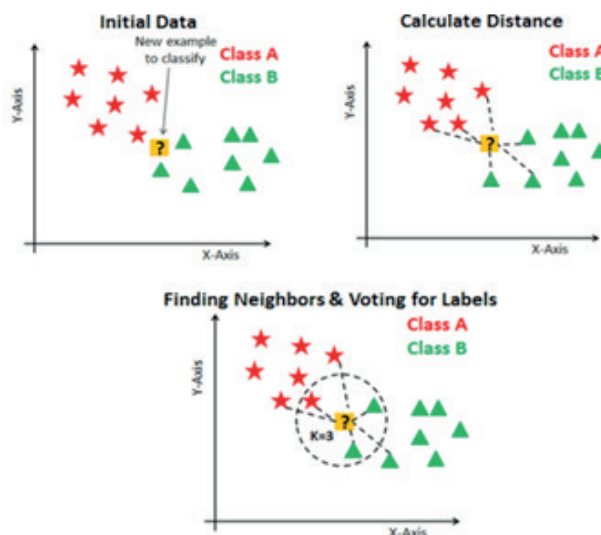 Initial Data
New example
to classify
Class A
Class B
?
Y-Axis
X-Axis
Calculate Distance
Class A
Class B
?
Y-Axis
X-Axis
Finding Neighbors & Voting for Labels
Class A
Class B
?
K=3
Y-Axis
X-Axis